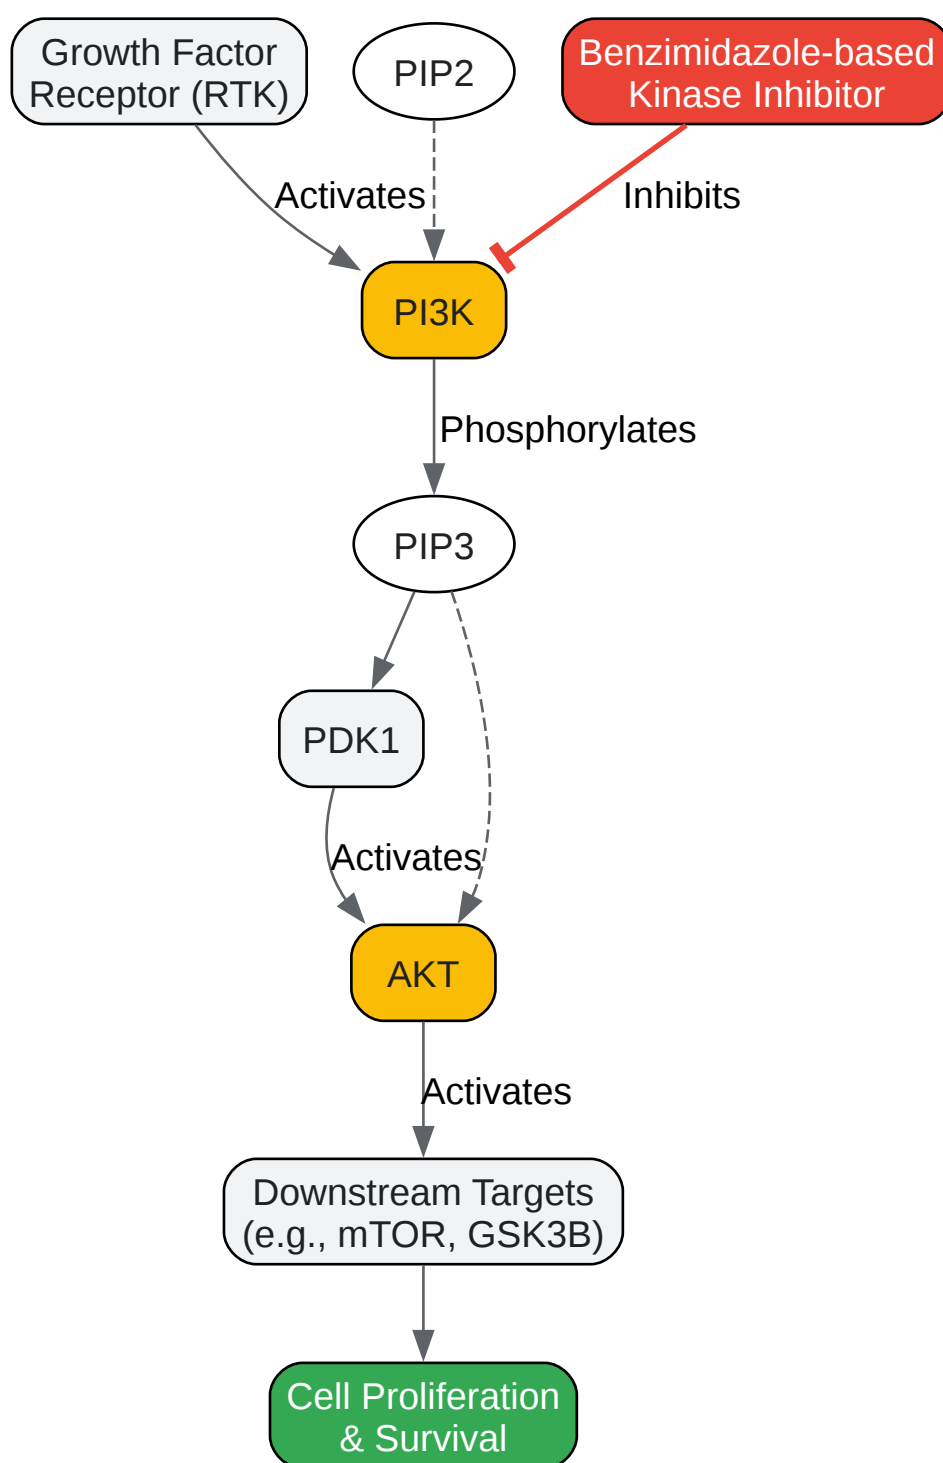 Growth Factor
Receptor (RTK)
PIP2
Benzimidazole-based
Kinase Inhibitor
Activates
Inhibits
PI3K
Phosphorylates
PIP3
PDK1
Activates
AKT
Activates
Downstream Targets
(e.g., mTOR, GSK3B)
Cell Proliferation
& Survival